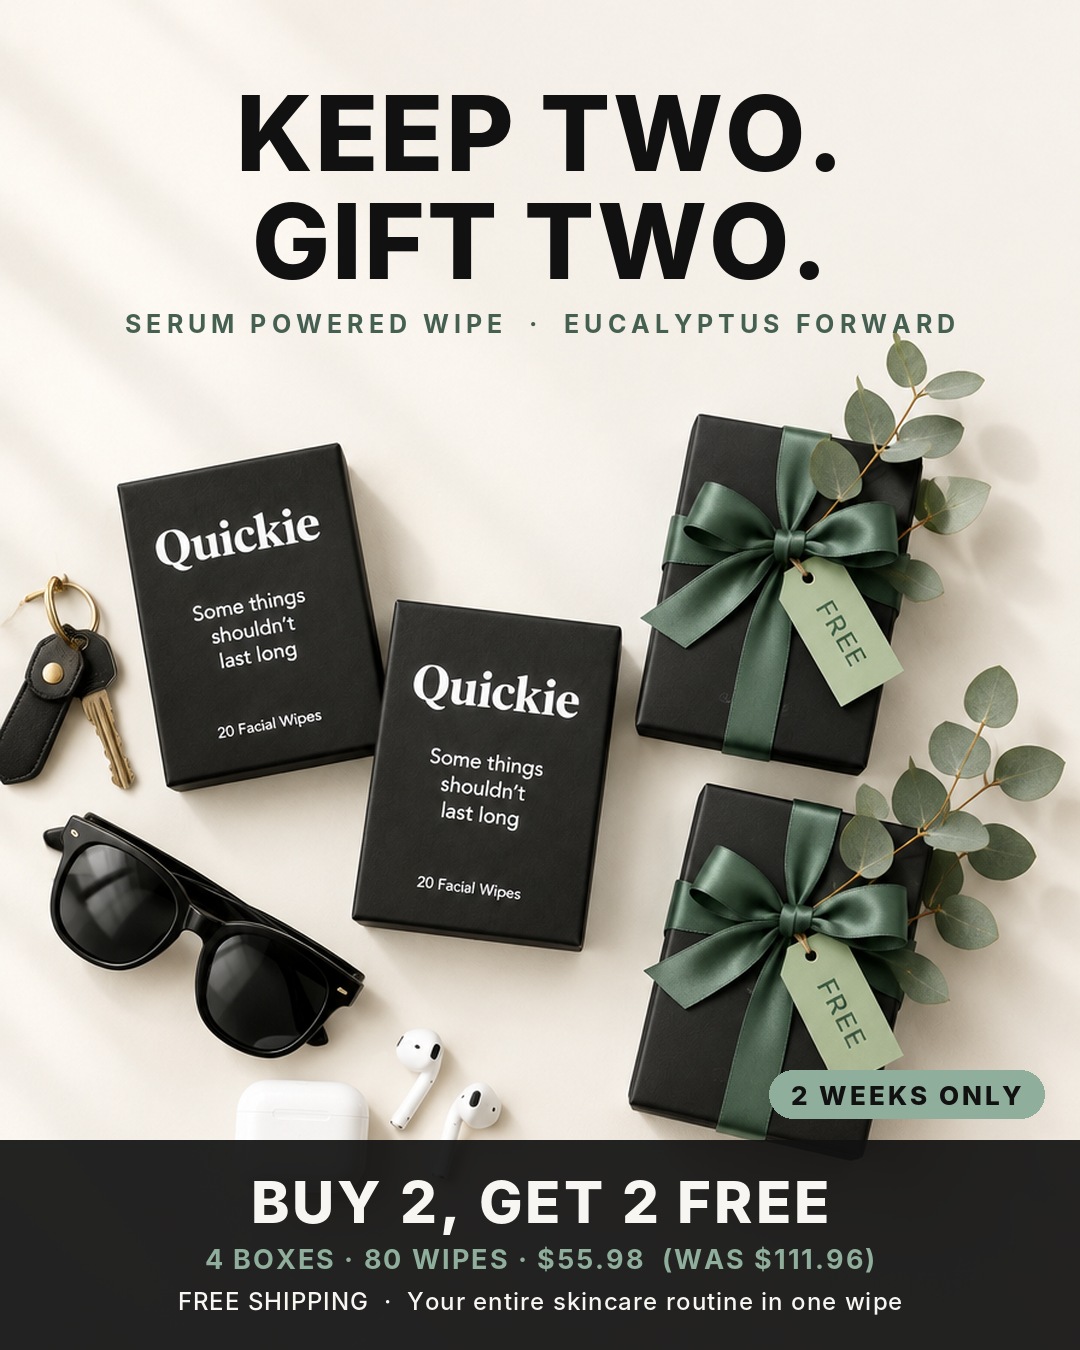 KEEP TWO.
GIFT TWO.
SERUM POWERED WIPE · EUCALYPTUS FORWARD
Quickie
Some things
shouldn't
last long
20 Facial Wipes
Quickie
Some things
shouldn't
last long
20 Facial Wipes
FREE
FREE
2 WEEKS ONLY
BUY 2, GET 2 FREE
4 BOXES · 80 WIPES · $55.98 (WAS $111.96)
FREE SHIPPING · Your entire skincare routine in one wipe